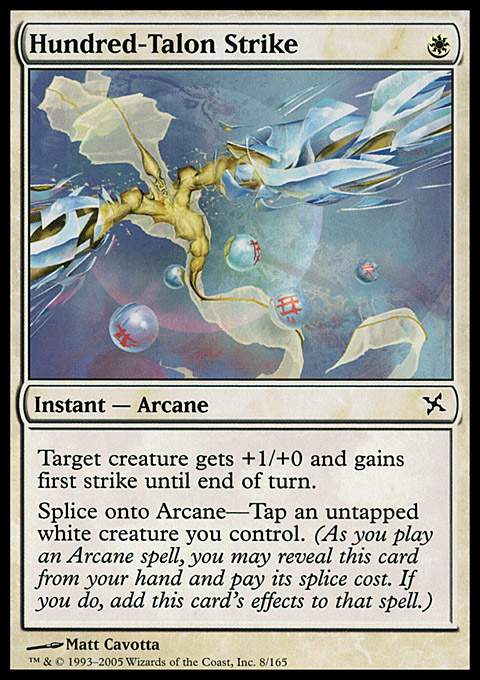 Hundred-Talon Strike
Instant — Arcane
Target creature gets +1/+0 and gains
first strike until end of turn.
Splice onto Arcane—Tap an untapped
white creature you control. (As you play
an Arcane spell, you may reveal this card
from your hand and pay its splice cost. If
you do, add this card's effects to that spell.)
Matt Cavotta
™ & © 1993–2005 Wizards of the Coast, Inc. 8/165